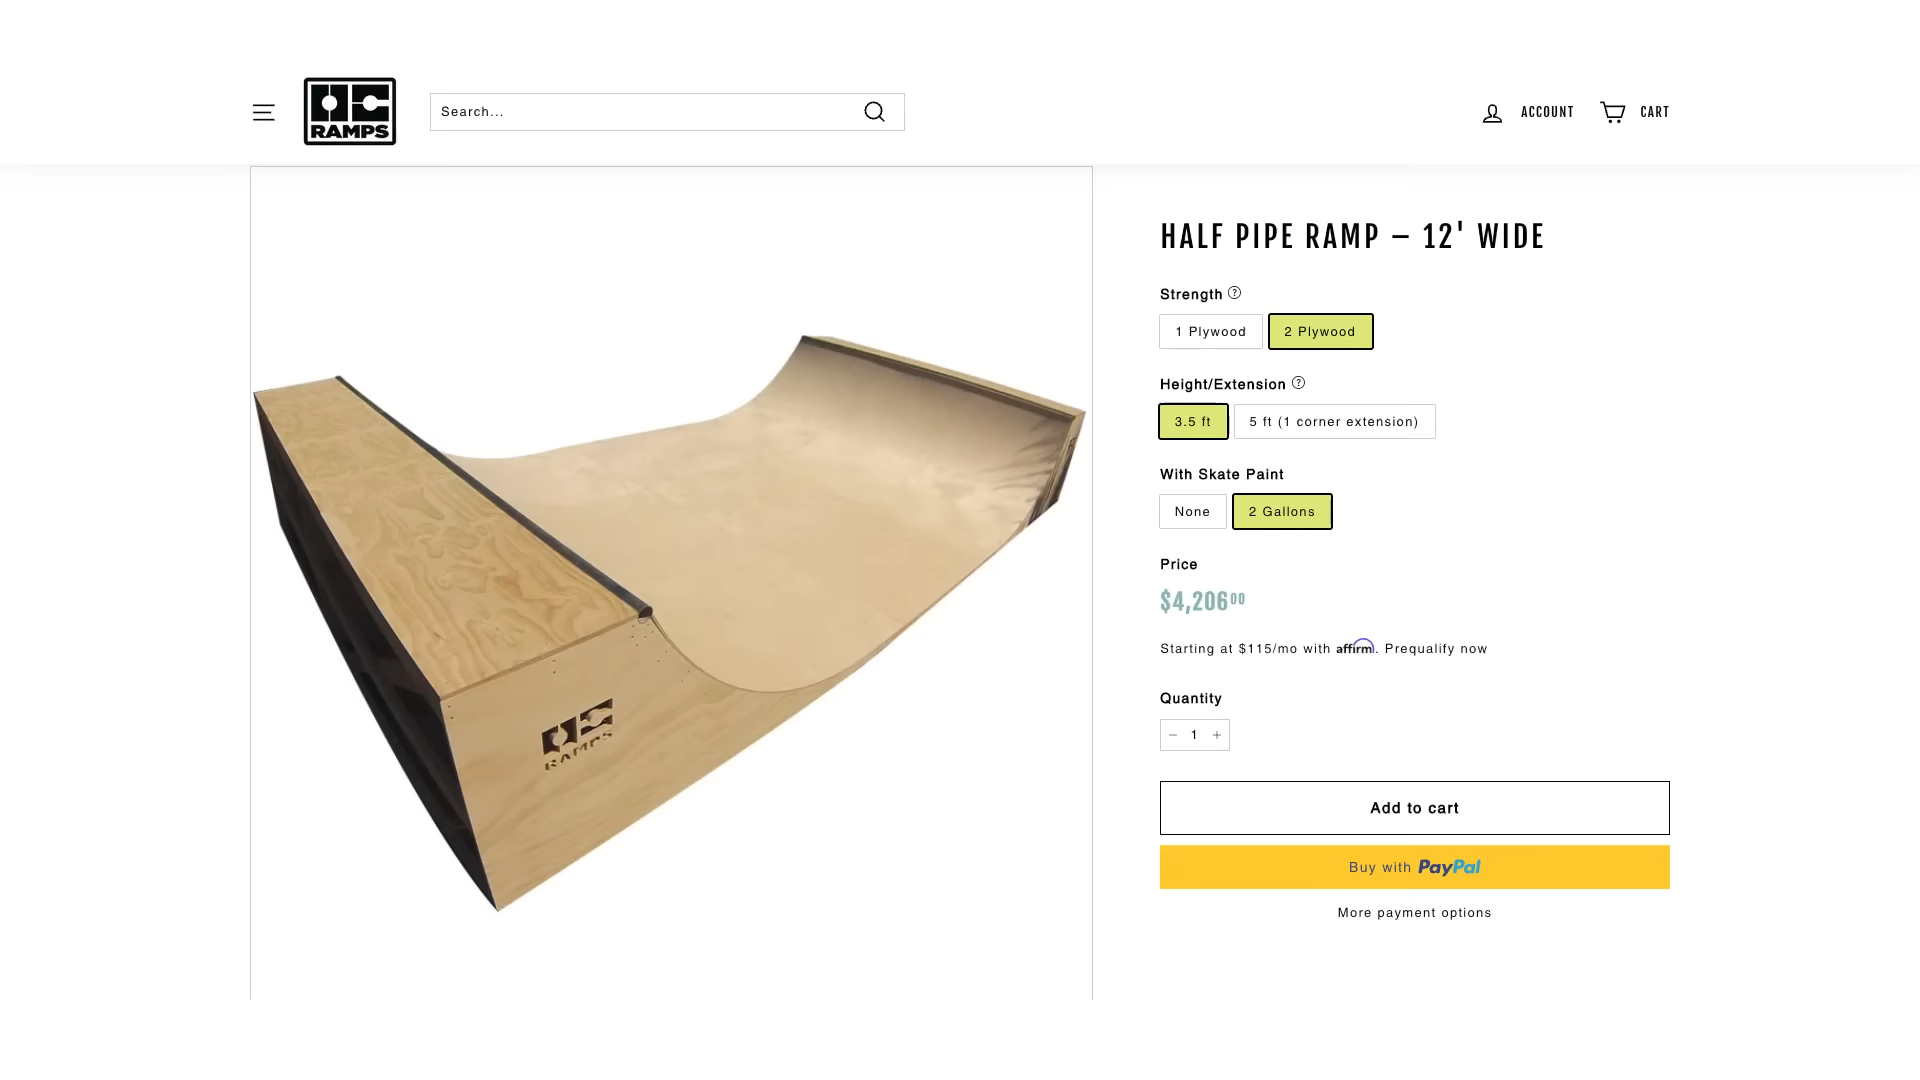 RAMPS
Search...
ACCOUNT
CART
HALF PIPE RAMP – 12' WIDE
Strength ?
1 Plywood
2 Plywood
Height/Extension ?
3.5 ft
5 ft (1 corner extension)
With Skate Paint
None
2 Gallons
Price
$4,206 00
Starting at $115/mo with affirm. Prequalify now
Quantity
− 1 +
Add to cart
Buy with PayPal
More payment options
RAMPS